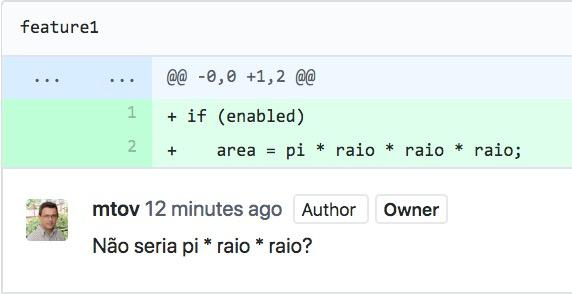 feature1
... ... @@ -0,0 +1,2 @@
1 + if (enabled)
2 + area = pi * raio * raio * raio;
mtov 12 minutes ago Author Owner
Não seria pi * raio * raio?